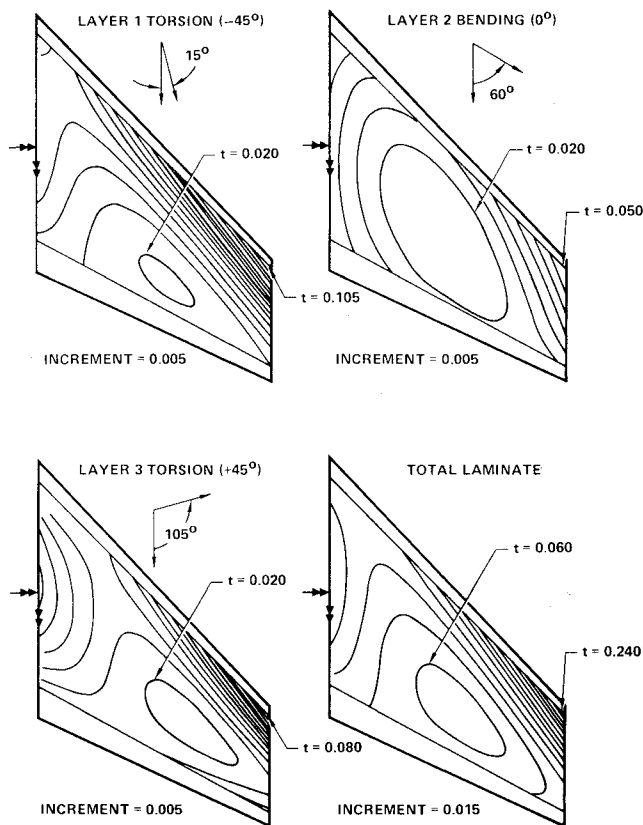 LAYER 1 TORSION (−45°)
15°
t = 0.020
t = 0.105
INCREMENT = 0.005
LAYER 2 BENDING (0°)
60°
t = 0.020
t = 0.050
INCREMENT = 0.005
LAYER 3 TORSION (+45°)
105°
t = 0.020
t = 0.080
INCREMENT = 0.005
TOTAL LAMINATE
t = 0.060
t = 0.240
INCREMENT = 0.015